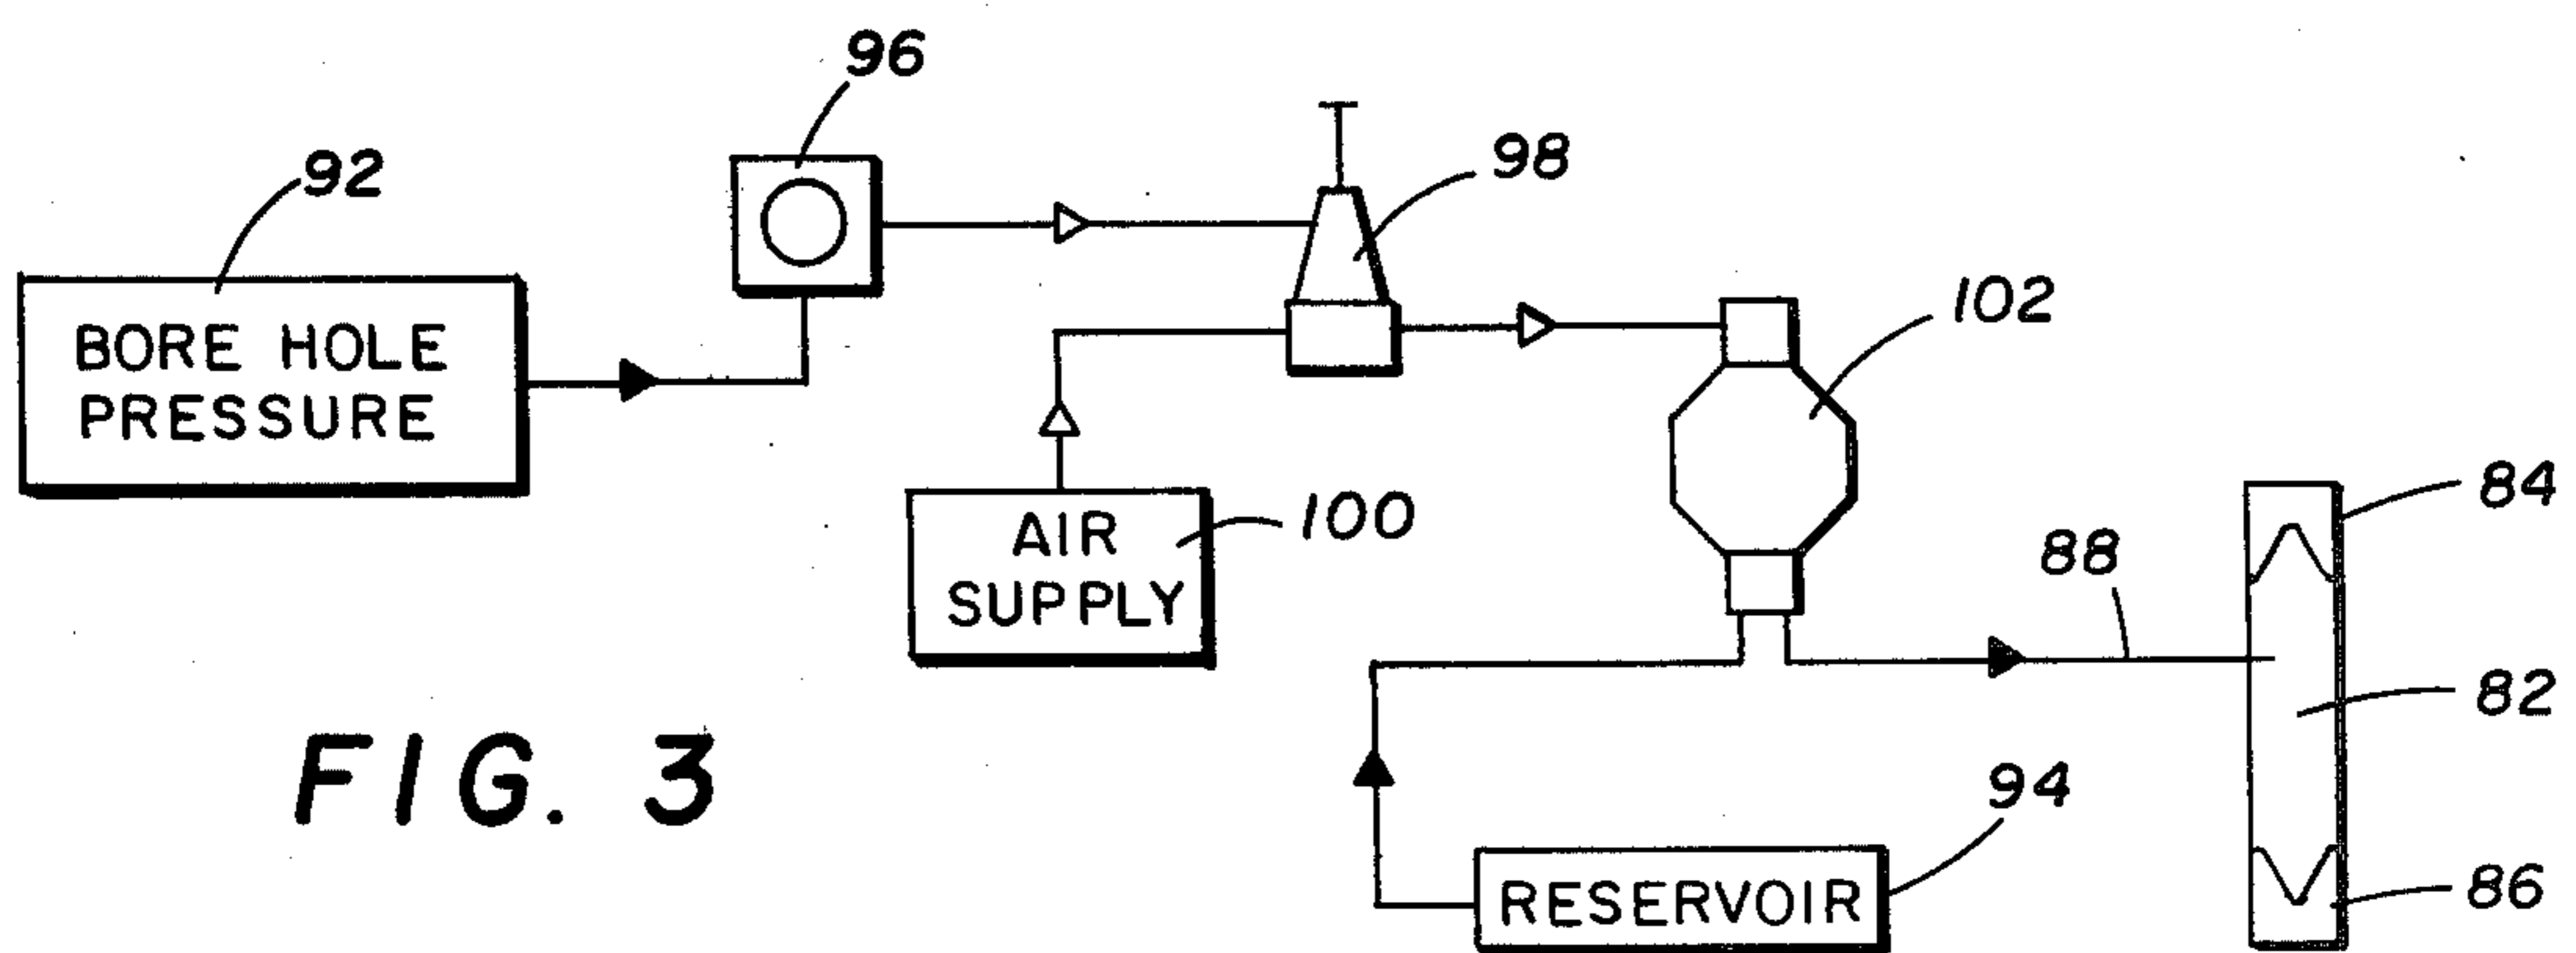 96
92
98
BORE HOLE
PRESSURE
102
AIR
SUPPLY
100
84
88
82
FIG. 3
94
RESERVOIR
86